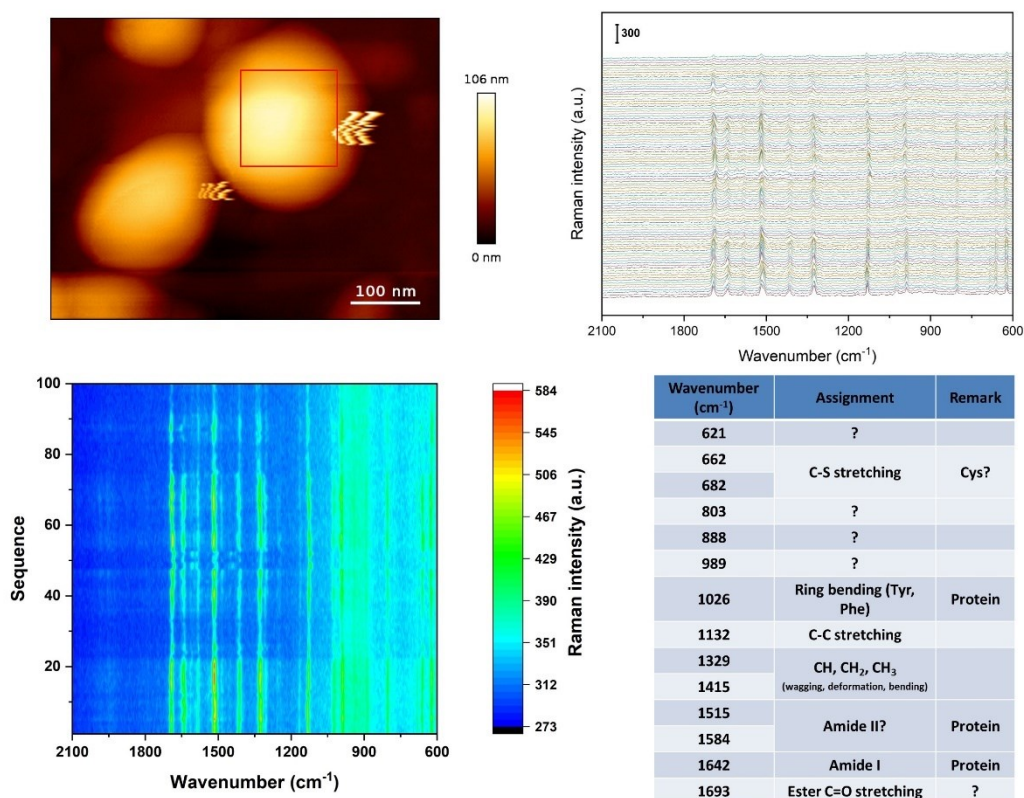 106 nm
0 nm
100 nm
300
Raman intensity (a.u.)
2100 1800 1500 1200 900 600
Wavenumber (cm-1)
100
80
60
40
20
Sequence
2100 1800 1500 1200 900 600
Wavenumber (cm-1)
584
545
506
467
429
390
351
312
273
Raman intensity (a.u.)
Wavenumber (cm-1) Assignment Remark
621 ?
662
682
C-S stretching Cys?
803 ?
888 ?
989 ?
1026 Ring bending (Tyr, Phe) Protein
1132 C-C stretching
1329
1415
CH, CH2, CH3
(wagging, deformation, bending)
1515
1584
Amide II? Protein
1642 Amide I Protein
1693 Ester C=O stretching ?